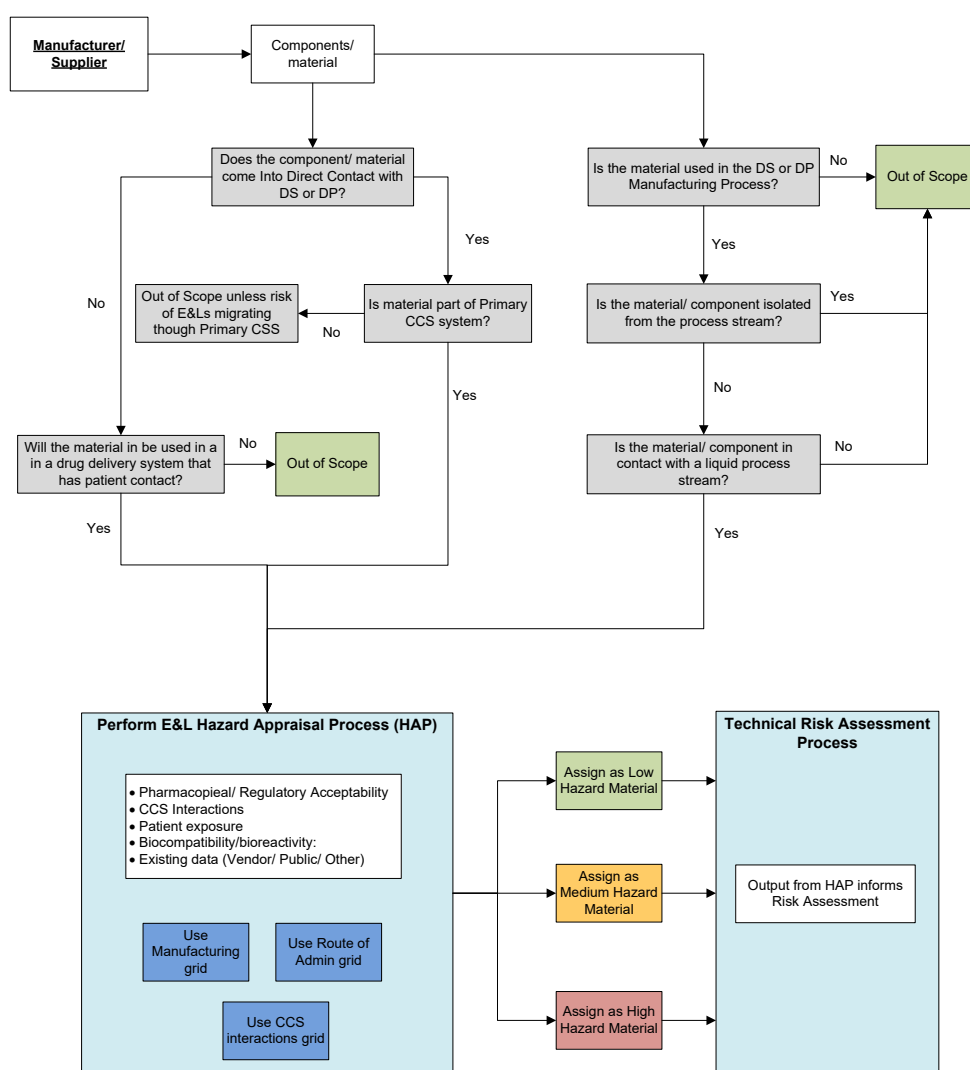 Manufacturer/
Supplier
Components/
material
Does the component/ material
come Into Direct Contact with
DS or DP?
Is the material used in the DS or DP
Manufacturing Process?
No
Out of Scope
Yes
Yes
No
Out of Scope unless risk
of E&Ls migrating
though Primary CSS
No
Is material part of Primary
CCS system?
Is the material/ component isolated
from the process stream?
Yes
Yes
No
Will the material in be used in a
in a drug delivery system that
has patient contact?
No
Out of Scope
Is the material/ component in
contact with a liquid process
stream?
No
Yes
Yes
Perform E&L Hazard Appraisal Process (HAP)
• Pharmacopieal/ Regulatory Acceptability
• CCS Interactions
• Patient exposure
• Biocompatibility/bioreactivity:
• Existing data (Vendor/ Public/ Other)
Use
Manufacturing
grid
Use Route of
Admin grid
Use CCS
interactions grid
Assign as Low
Hazard Material
Assign as
Medium Hazard
Material
Assign as High
Hazard Material
Technical Risk Assessment
Process
Output from HAP informs
Risk Assessment